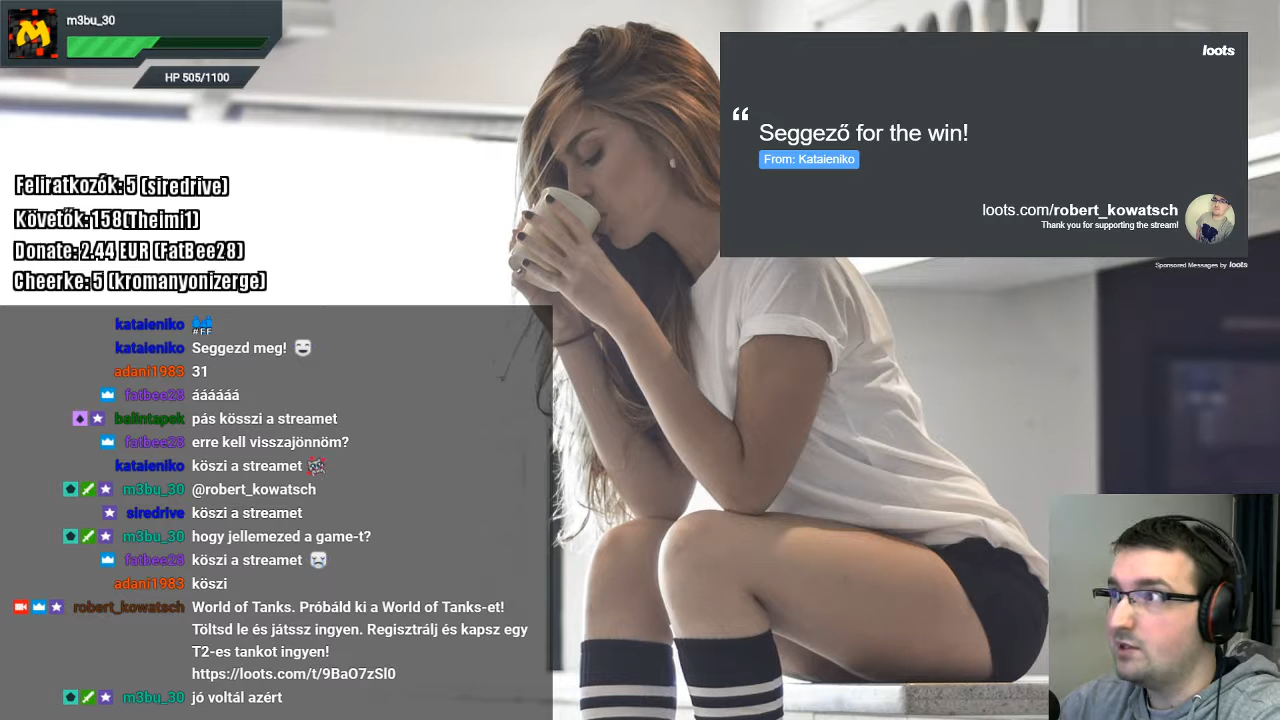 m3bu_30
HP 505/1100
loots
“
Seggező for the win!
From: Kataieniko
loots.com/robert_kowatsch
Thank you for supporting the stream!
Sponsored Messages by loots
Feliratkozók: 5 (siredrive)
Követők: 158(Theimi1)
Donate: 2.44 EUR (FatBee28)
Cheerke: 5 (kromanyonizerge)
kataieniko #FF
kataieniko Seggezd meg!
adani1983 31
fatbee28 áááááá
balintapek pás kösszi a streamet
fatbee28 erre kell visszajönnöm?
kataieniko köszi a streamet
m3bu_30 @robert_kowatsch
siredrive köszi a streamet
m3bu_30 hogy jellemezed a game-t?
fatbee28 köszi a streamet
adani1983 köszi
robert_kowatsch World of Tanks. Próbáld ki a World of Tanks-et!
Töltsd le és játssz ingyen. Regisztrálj és kapsz egy
T2-es tankot ingyen!
https://loots.com/t/9BaO7zSl0
m3bu_30 jó voltál azért